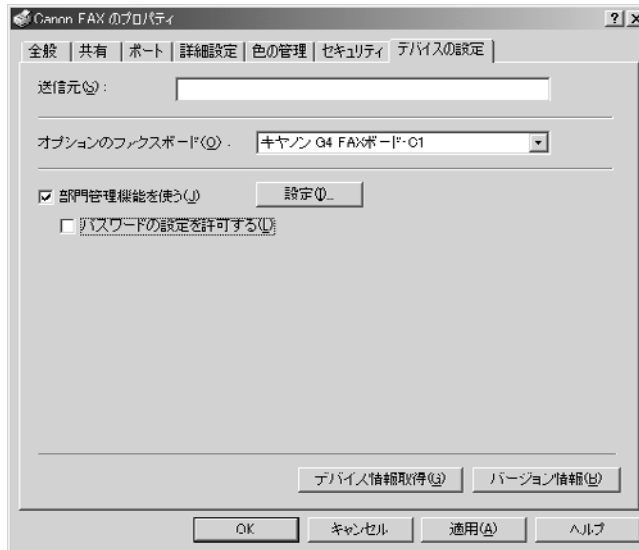 Canon FAX のプロパティ
全般 共有 ポート 詳細設定 色の管理 セキュリティ デバイスの設定
送信元(S):
オプションのファクスボード(O): キヤノン G4 FAXボード-C1
部門管理機能を使う(J) 設定(I)...
パスワードの設定を許可する(L)
デバイス情報取得(G) バージョン情報(B)
OK キャンセル 適用(A) ヘルプ